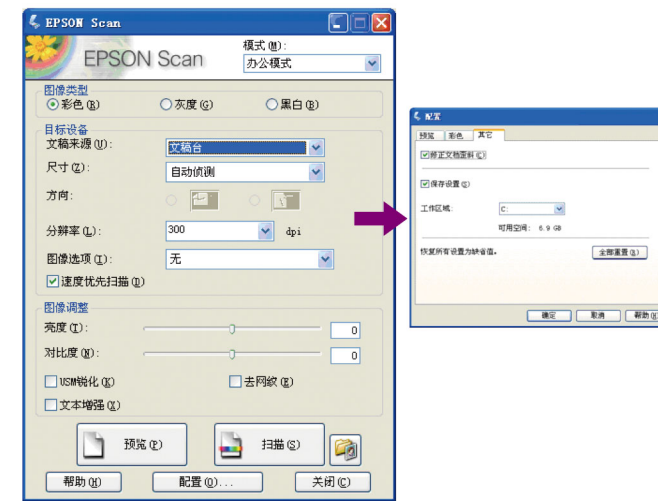 EPSON Scan
EPSON Scan
模式(M):
办公模式
图像类型
彩色(R) 灰度(G) 黑白(B)
目标设备
文稿来源(U): 文稿台
尺寸(Z): 自动侦测
方向:
分辨率(L): 300 dpi
图像选项(I): 无
速度优先扫描(D)
图像调整
亮度(T): 0
对比度(N): 0
USM锐化(K) 去网纹(E)
文本增强(X)
预览(P) 扫描(S)
帮助(H) 配置(O)... 关闭(C)
配置
预览 彩色 其它
修正文档歪斜(C)
保存设置(S)
工作区域: C:
可用空间: 6.9 GB
恢复所有设置为缺省值。 全部重置(R)
确定 取消 帮助(H)